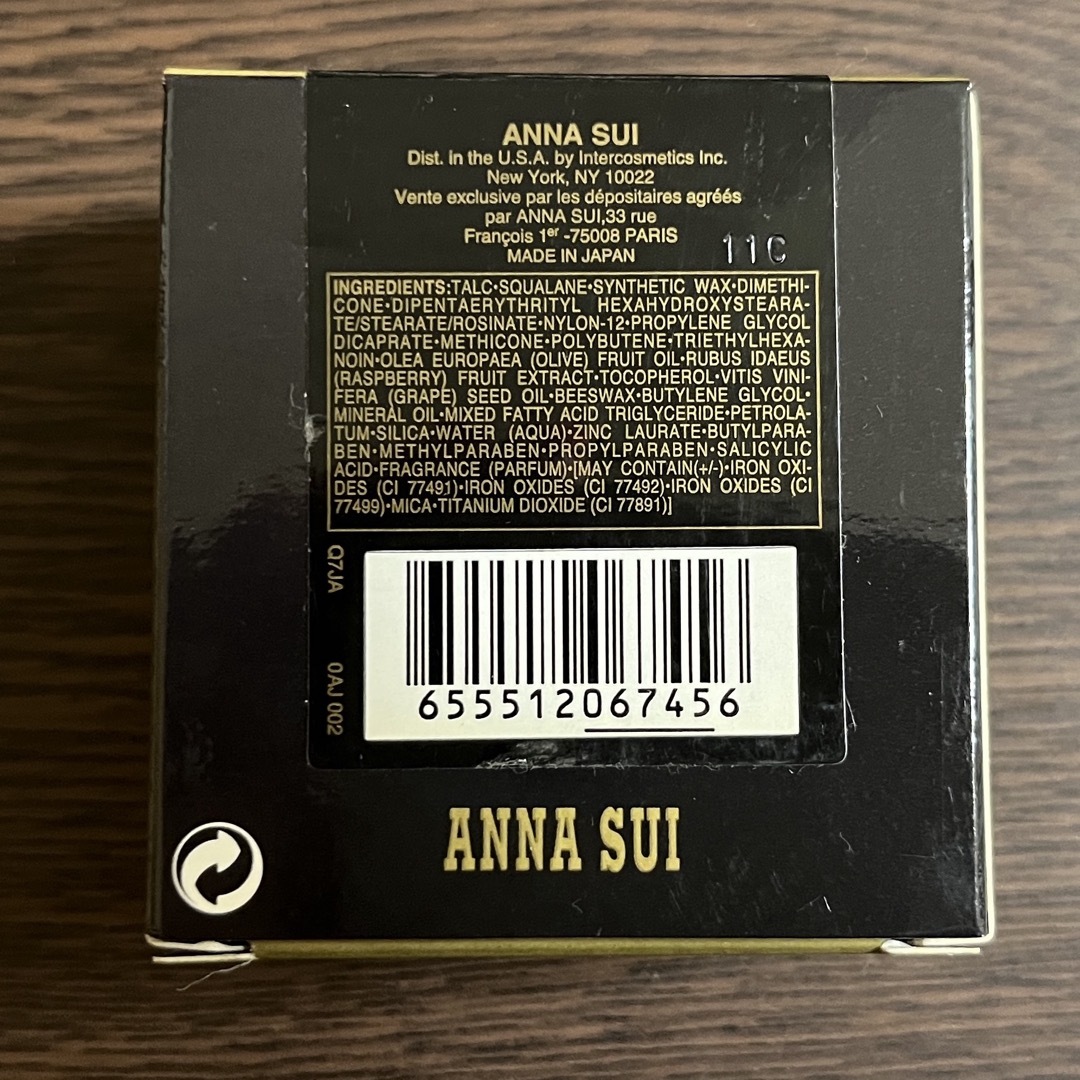 ANNA SUI
Dist. In the U.S.A. by Intercosmetics Inc.
New York, NY 10022
Vente exclusive par les dépositaires agréés
par ANNA SUI,33 rue
François 1er -75008 PARIS
MADE IN JAPAN
11C
INGREDIENTS:TALC•SQUALANE•SYNTHETIC WAX•DIMETHI-
CONE•DIPENTAERYTHRITYL HEXAHYDROXYSTEARA-
TE/STEARATE/ROSINATE•NYLON-12•PROPYLENE GLYCOL
DICAPRATE•METHICONE•POLYBUTENE•TRIETHYLHEXA-
NOIN•OLEA EUROPAEA (OLIVE) FRUIT OIL•RUBUS IDAEUS
(RASPBERRY) FRUIT EXTRACT•TOCOPHEROL•VITIS VINI-
FERA (GRAPE) SEED OIL•BEESWAX•BUTYLENE GLYCOL•
MINERAL OIL•MIXED FATTY ACID TRIGLYCERIDE•PETROLA-
TUM•SILICA•WATER (AQUA)•ZINC LAURATE•BUTYLPARA-
BEN•METHYLPARABEN•PROPYLPARABEN•SALICYLIC
ACID•FRAGRANCE (PARFUM)•[MAY CONTAIN(+/-)•IRON OXI-
DES (CI 77491)•IRON OXIDES (CI 77492)•IRON OXIDES (CI
77499)•MICA•TITANIUM DIOXIDE (CI 77891)]
Q7JA
0AJ 002
655512067456
ANNA SUI